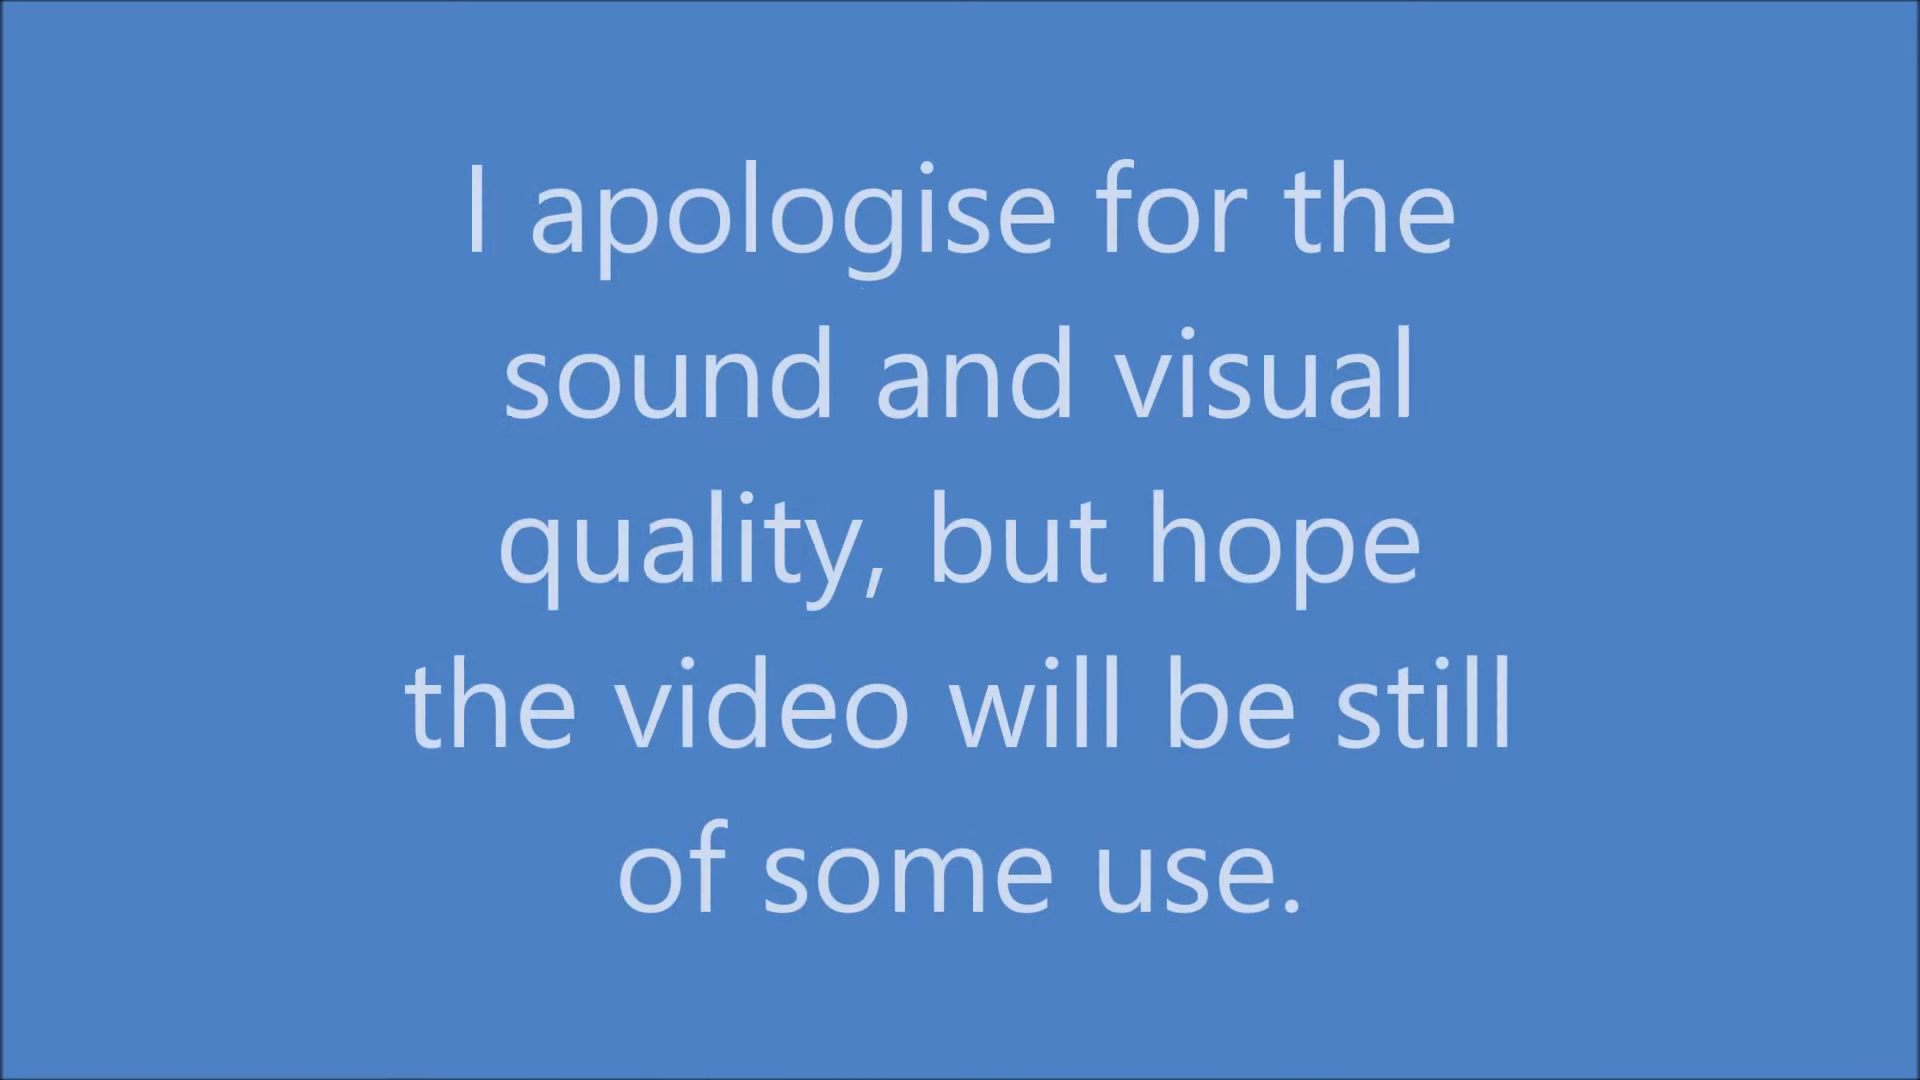 I apologise for the
sound and visual
quality, but hope
the video will be still
of some use.